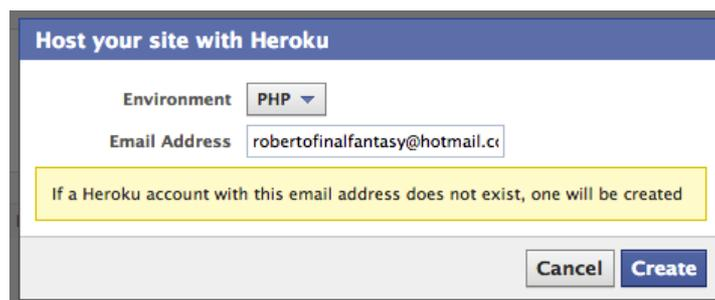 Host your site with Heroku
Environment PHP
Email Address robertofinalfantasy@hotmail.c
If a Heroku account with this email address does not exist, one will be created
Cancel Create